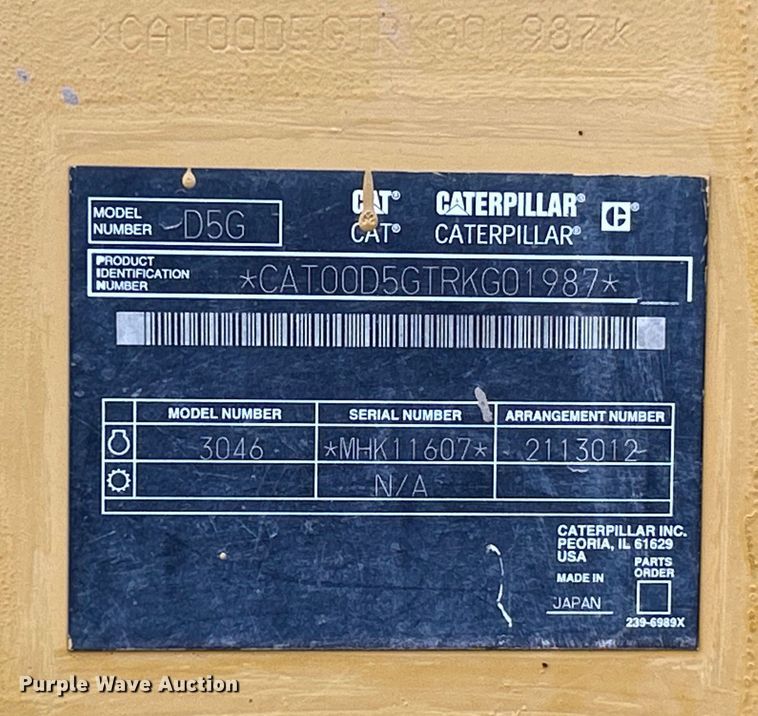 *CAT00D5GTRKG01987*
MODEL NUMBER D5G
CAT® CATERPILLAR® C®
CAT® CATERPILLAR®
PRODUCT IDENTIFICATION NUMBER *CAT00D5GTRKG01987*
MODEL NUMBER SERIAL NUMBER ARRANGEMENT NUMBER
3046 *MHK11607* 2113012
N/A
CATERPILLAR INC.
PEORIA, IL 61629
USA
PARTS
MADE IN ORDER
JAPAN
239-6989X
Purple Wave Auction